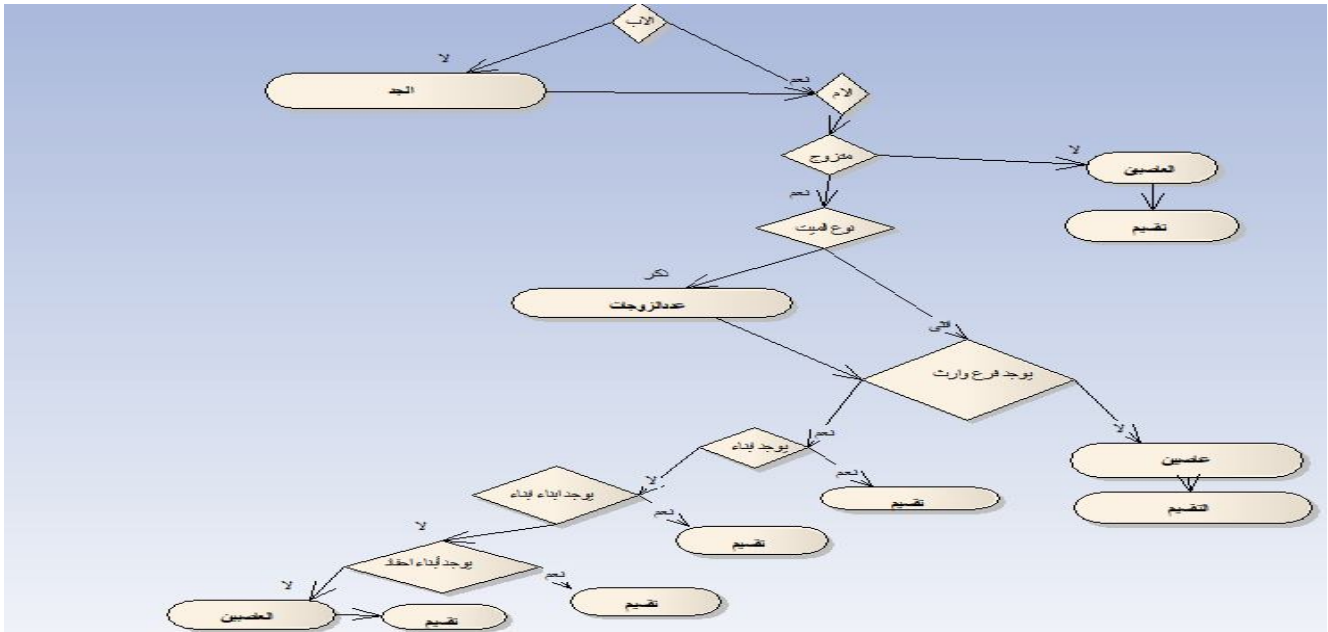 الاب
لا
نعم
الجد
الام
متزوج
لا
العاصبين
نعم
تقسيم
نوع الميت
ذكر
عددالزوجات
انثى
يوجد فرع وارث
نعم
لا
يوجد ابناء
عاصبين
لا
نعم
يوجد ابناء ابناء
تقسيم
التقسيم
نعم
لا
تقسيم
يوجد أبناء احفاد
نعم
لا
تقسيم
العاصبين
تقسيم